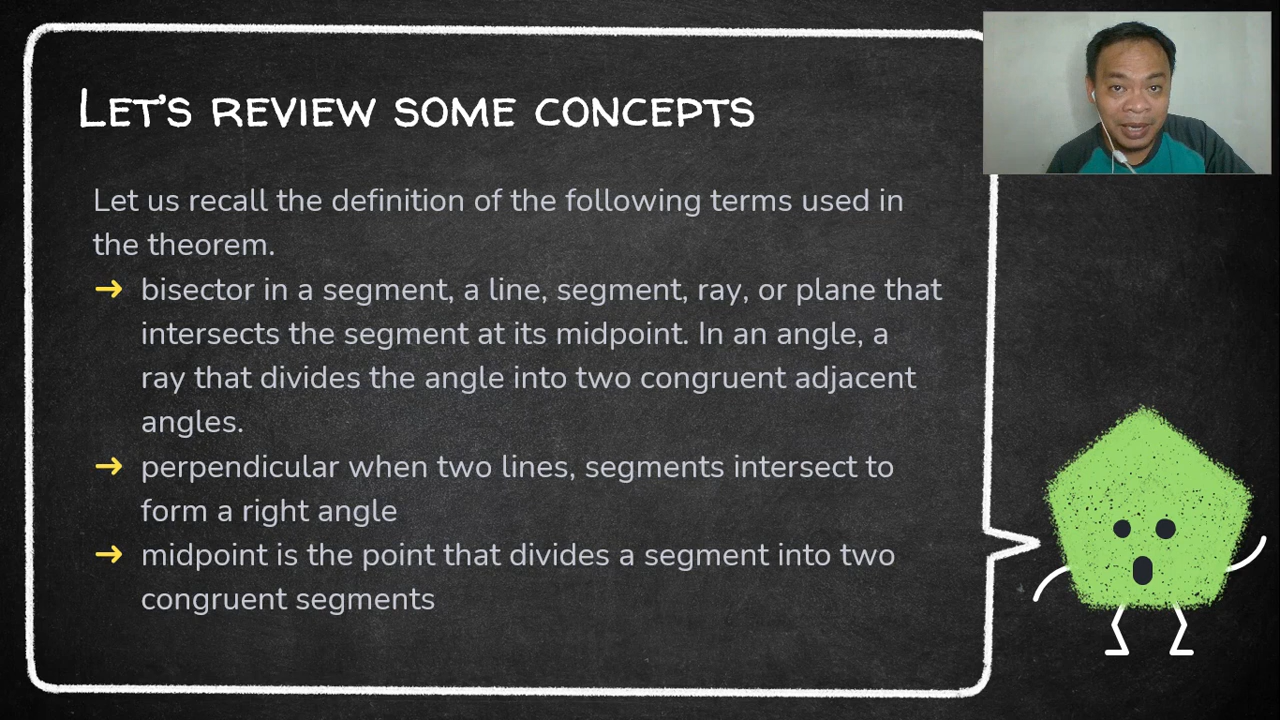 Let's review some concepts
Let us recall the definition of the following terms used in
the theorem.
➔ bisector in a segment, a line, segment, ray, or plane that
intersects the segment at its midpoint. In an angle, a
ray that divides the angle into two congruent adjacent
angles.
➔ perpendicular when two lines, segments intersect to
form a right angle
➔ midpoint is the point that divides a segment into two
congruent segments